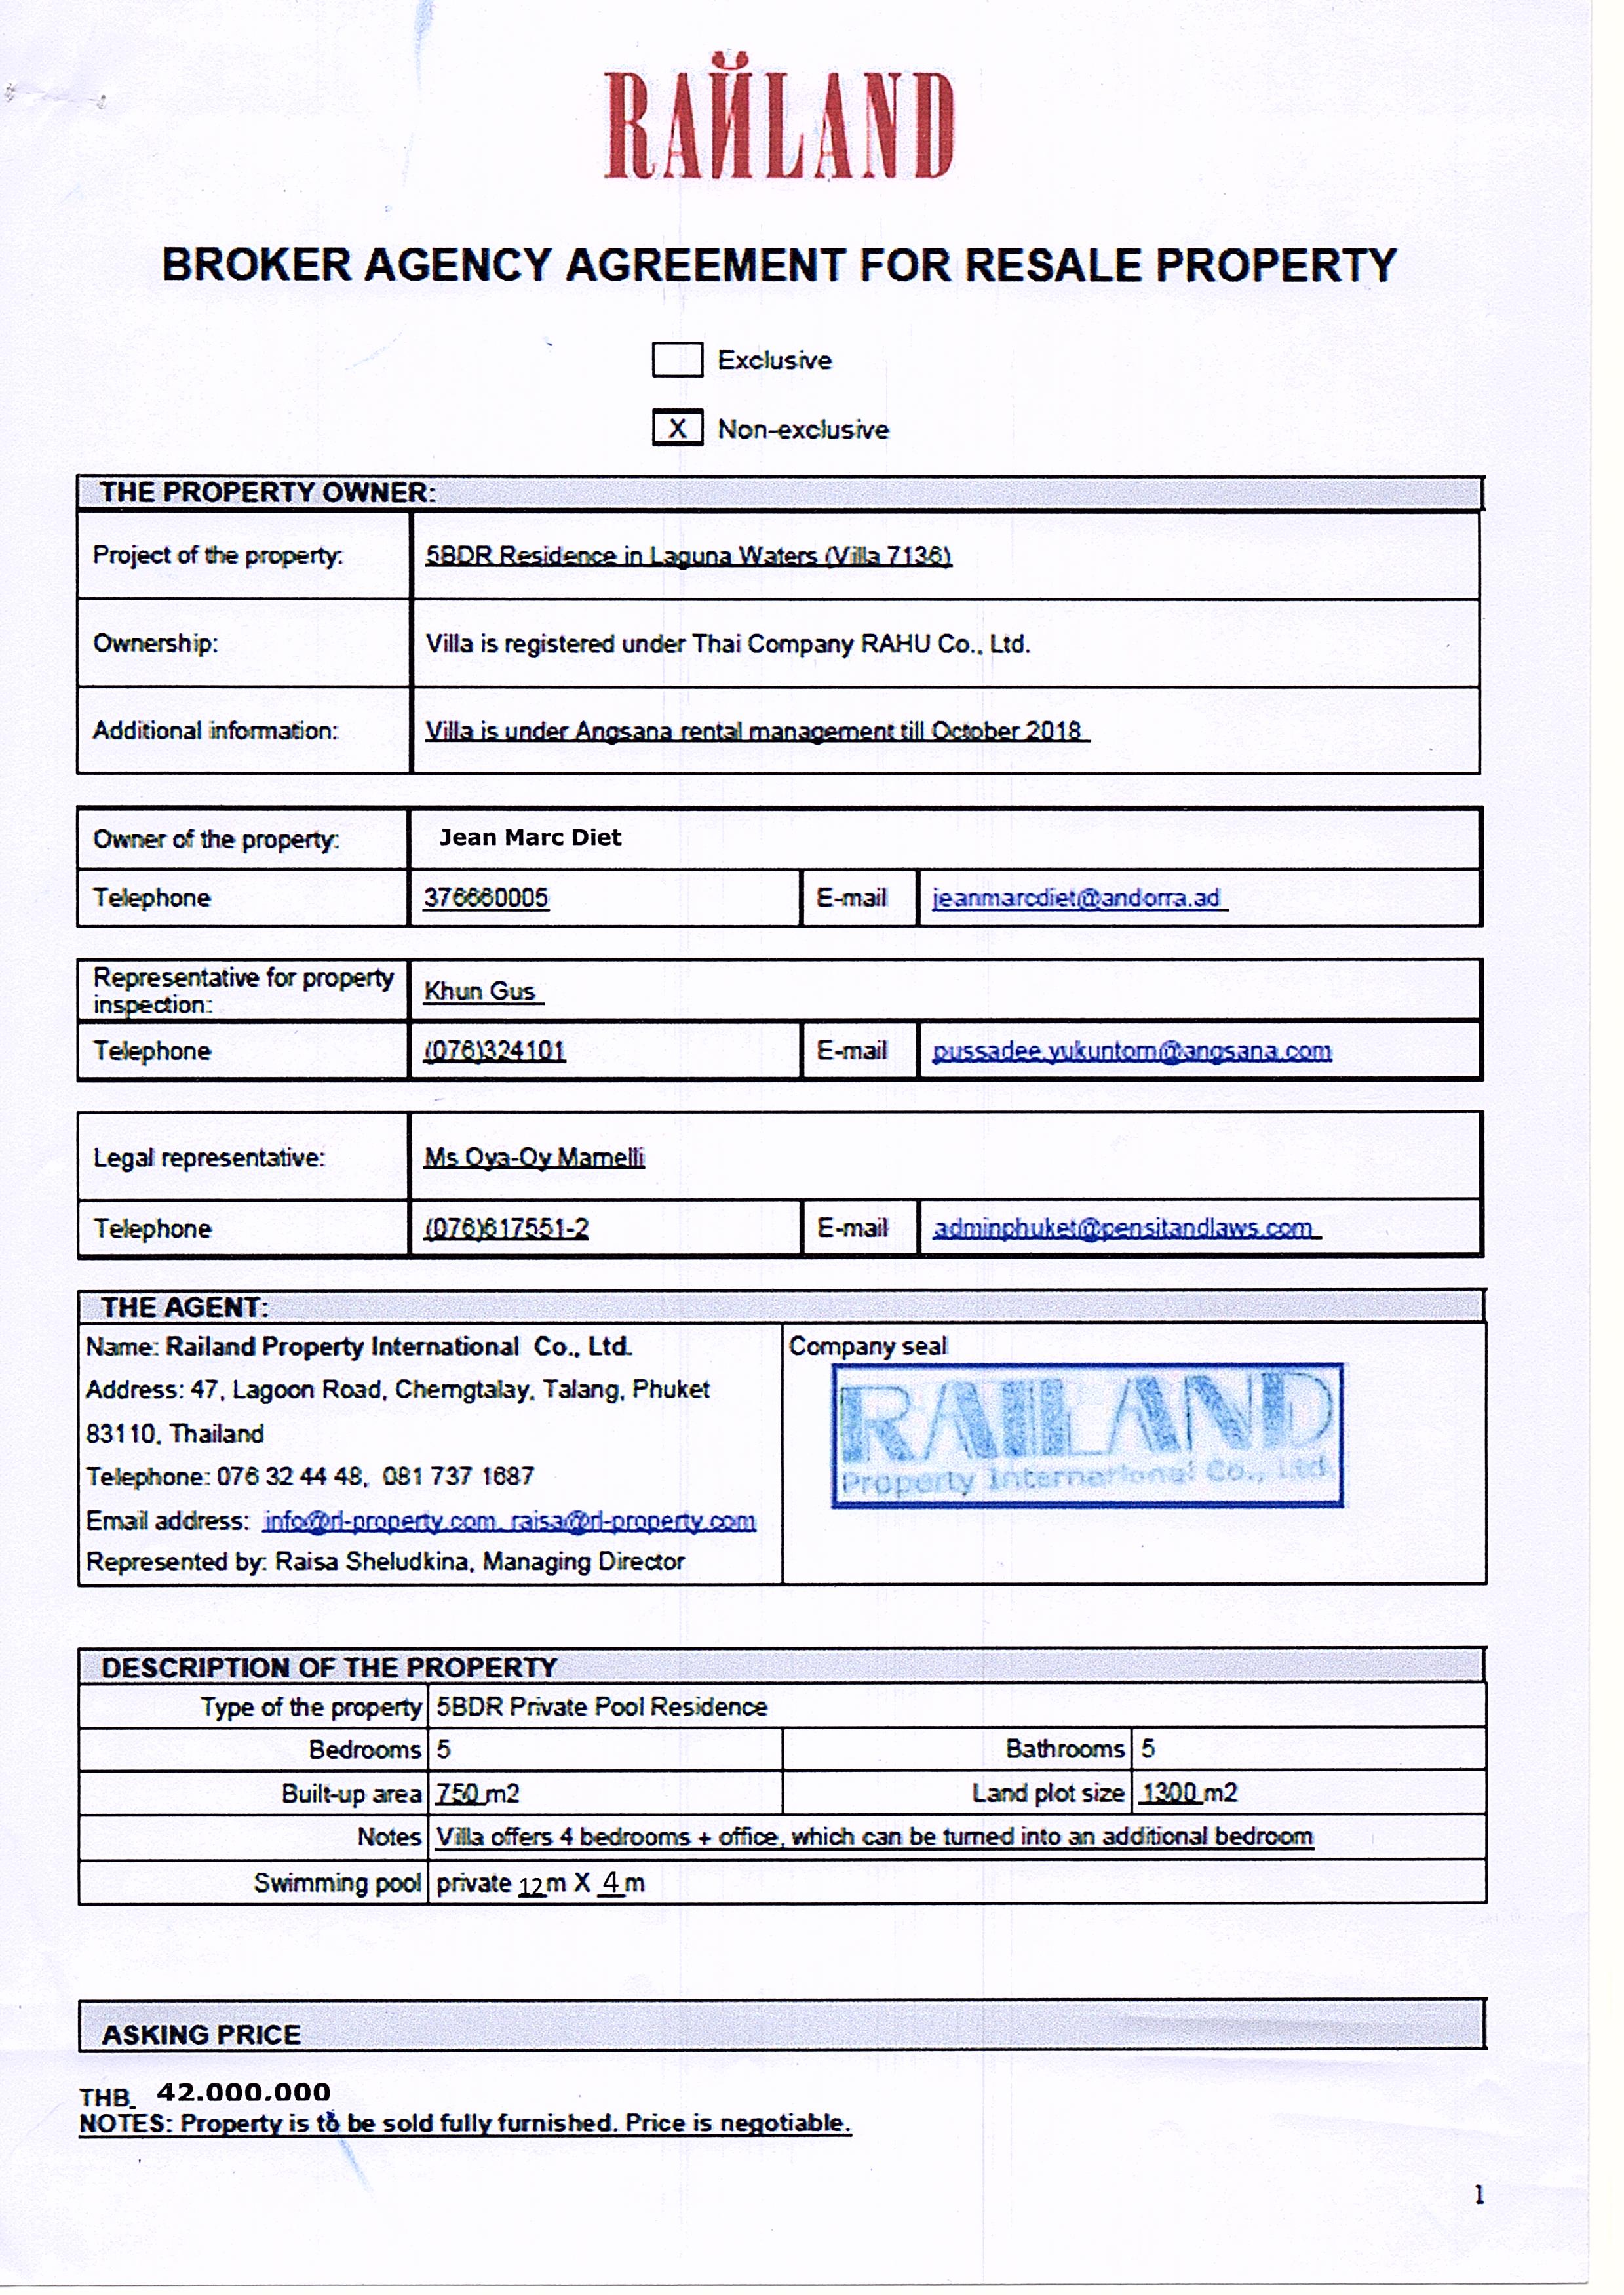 RAЙLAND
BROKER AGENCY AGREEMENT FOR RESALE PROPERTY
Exclusive
X Non-exclusive
THE PROPERTY OWNER:
Project of the property: 5BDR Residence in Laguna Waters (Villa 7136)
Ownership: Villa is registered under Thai Company RAHU Co., Ltd.
Additional information: Villa is under Angsana rental management till October 2018
Owner of the property: Jean Marc Diet
Telephone 376660005 E-mail jeanmarcdiet@andorra.ad
Representative for property
inspection: Khun Gus
Telephone (076)324101 E-mail pussadee.yukuntorn@angsana.com
Legal representative: Ms Oya-Oy Mamelli
Telephone (076)617551-2 E-mail adminphuket@pensitandlaws.com
THE AGENT:
Name: Railand Property International Co., Ltd.
Address: 47, Lagoon Road, Cherngtalay, Talang, Phuket
83110, Thailand
Telephone: 076 32 44 48, 081 737 1687
Email address: info@rl-property.com, raisa@rl-property.com
Represented by: Raisa Sheludkina, Managing Director
Company seal
RAILAND
Property International Co., Ltd.
DESCRIPTION OF THE PROPERTY
Type of the property 5BDR Private Pool Residence
Bedrooms 5 Bathrooms 5
Built-up area 750 m2 Land plot size 1300 m2
Notes Villa offers 4 bedrooms + office, which can be turned into an additional bedroom
Swimming pool private 12 m X 4 m
ASKING PRICE
THB 42.000.000
NOTES: Property is to be sold fully furnished. Price is negotiable.
1